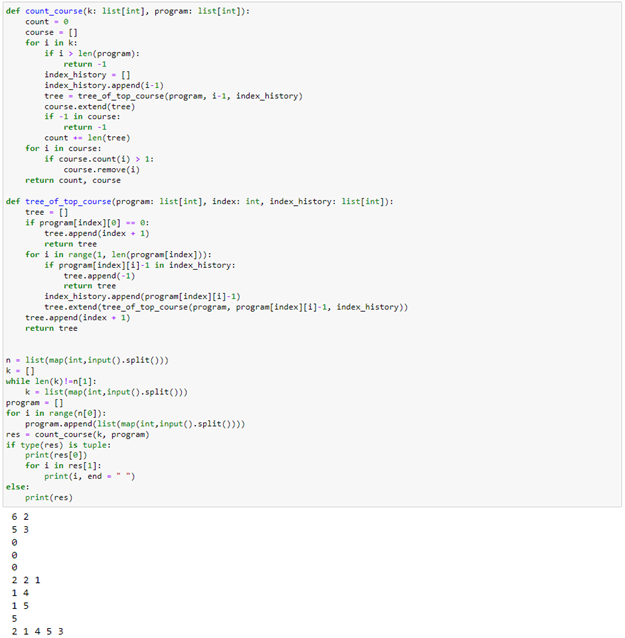 def count_course(k: list[int], program: list[int]):
    count = 0
    course = []
    for i in k:
        if i > len(program):
            return -1
        index_history = []
        index_history.append(i-1)
        tree = tree_of_top_course(program, i-1, index_history)
        course.extend(tree)
        if -1 in course:
            return -1
        count += len(tree)
    for i in course:
        if course.count(i) > 1:
            course.remove(i)
    return count, course

def tree_of_top_course(program: list[int], index: int, index_history: list[int]):
    tree = []
    if program[index][0] == 0:
        tree.append(index + 1)
        return tree
    for i in range(1, len(program[index])):
        if program[index][i]-1 in index_history:
            tree.append(-1)
            return tree
        index_history.append(program[index][i]-1)
        tree.extend(tree_of_top_course(program, program[index][i]-1, index_history))
    tree.append(index + 1)
    return tree


n = list(map(int,input().split()))
k = []
while len(k)!=n[1]:
    k = list(map(int,input().split()))
program = []
for i in range(n[0]):
    program.append(list(map(int,input().split())))
res = count_course(k, program)
if type(res) is tuple:
    print(res[0])
    for i in res[1]:
        print(i, end = " ")
else:
    print(res)
6 2
5 3
0
0
0
2 2 1
1 4
1 5
5
2 1 4 5 3